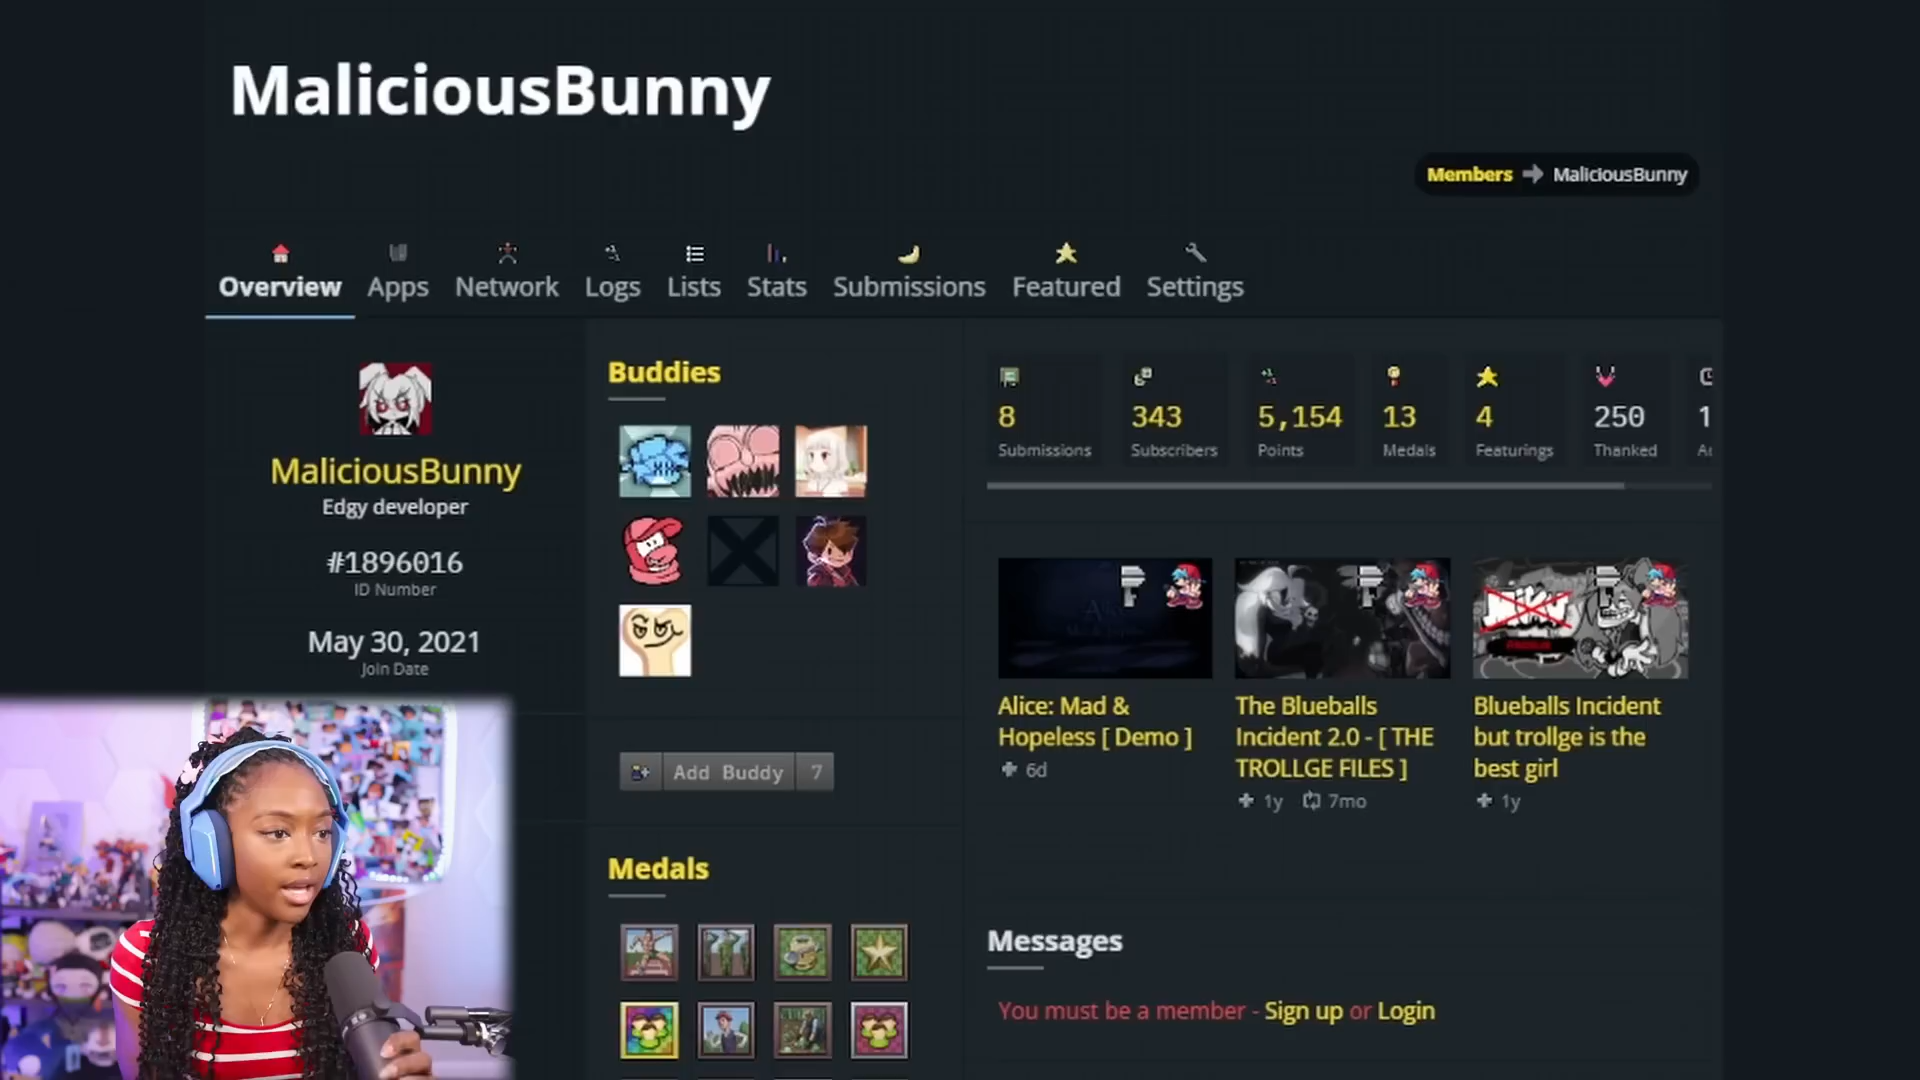 MaliciousBunny
Members MaliciousBunny
Overview Apps Network Logs Lists Stats Submissions Featured Settings
MaliciousBunny
Edgy developer
#1896016
ID Number
May 30, 2021
Join Date
Buddies
Add Buddy 7
Medals
8 343 5,154 13 4 250
Submissions Subscribers Points Medals Featurings Thanked
Alice: Mad &
Hopeless [ Demo ]
6d
The Blueballs
Incident 2.0 - [ THE
TROLLGE FILES ]
1y 7mo
Blueballs Incident
but trollge is the
best girl
1y
Messages
You must be a member - Sign up or Login